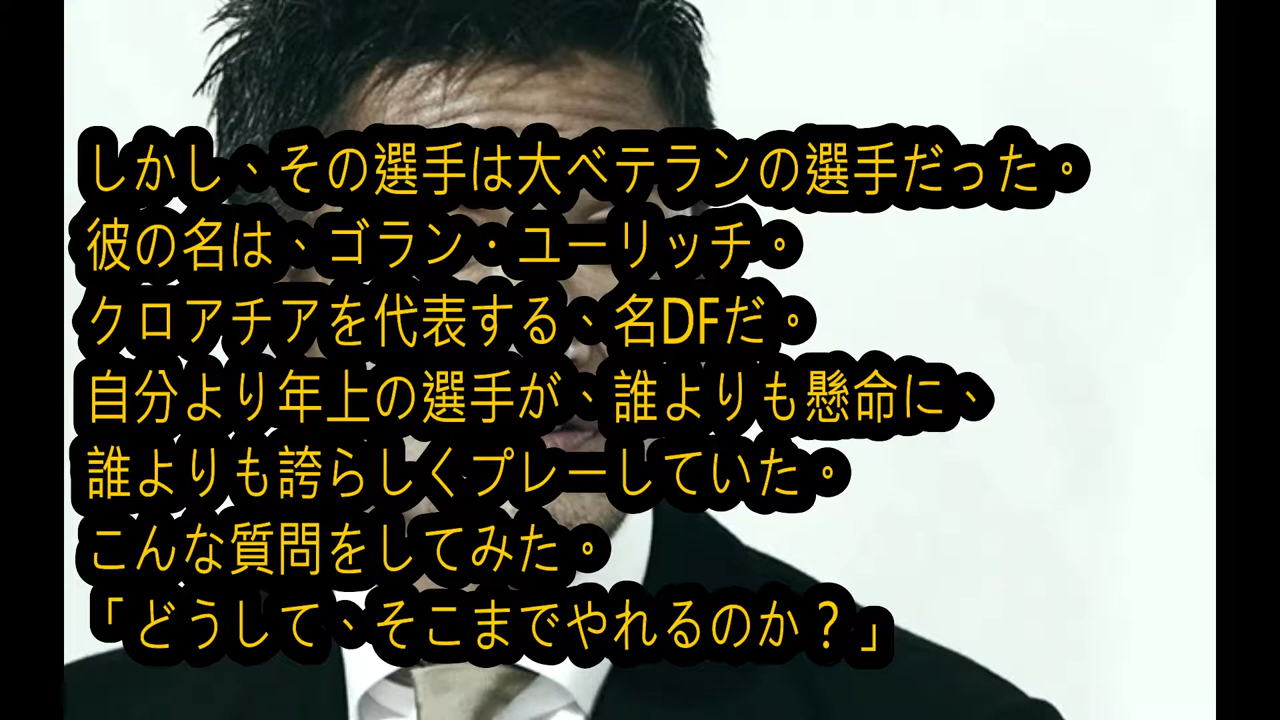 しかし、その選手は大ベテランの選手だった。
彼の名は、ゴラン・ユーリッチ。
クロアチアを代表する、名DFだ。
自分より年上の選手が、誰よりも懸命に、
誰よりも誇らしくプレーしていた。
こんな質問をしてみた。
「どうして、そこまでやれるのか？」